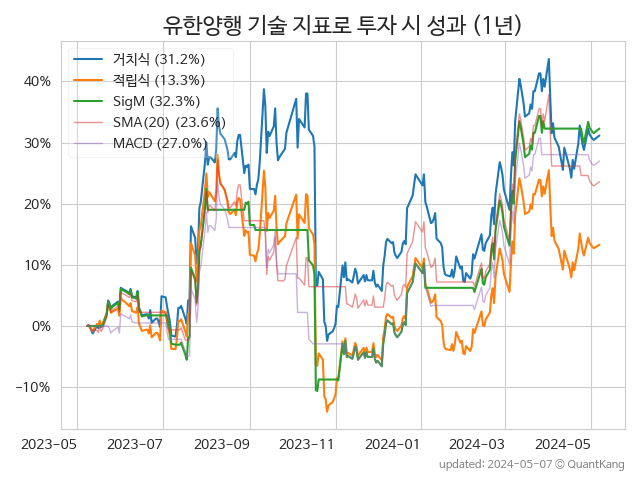 유한양행 기술 지표로 투자 시 성과 (1년)
거치식 (31.2%)
적립식 (13.3%)
SigM (32.3%)
SMA(20) (23.6%)
MACD (27.0%)
40%
30%
20%
10%
0%
−10%
2023-05 2023-07 2023-09 2023-11 2024-01 2024-03 2024-05
updated: 2024-05-07 © QuantKang